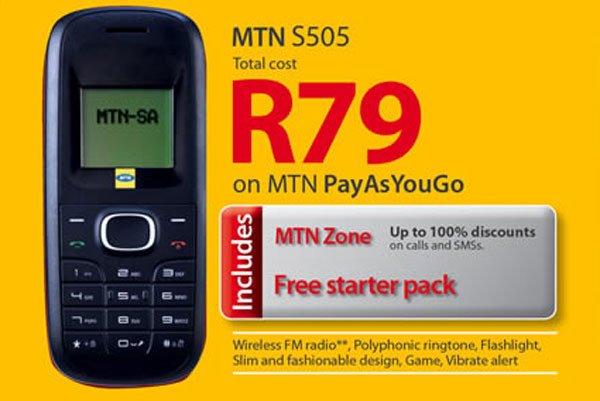 MTN S505
Total cost
R79
on MTN PayAsYouGo
MTN-SA
MTN
Includes
MTN Zone
Up to 100% discounts
on calls and SMSs.
Free starter pack
Wireless FM radio**, Polyphonic ringtone, Flashlight,
Slim and fashionable design, Game, Vibrate alert